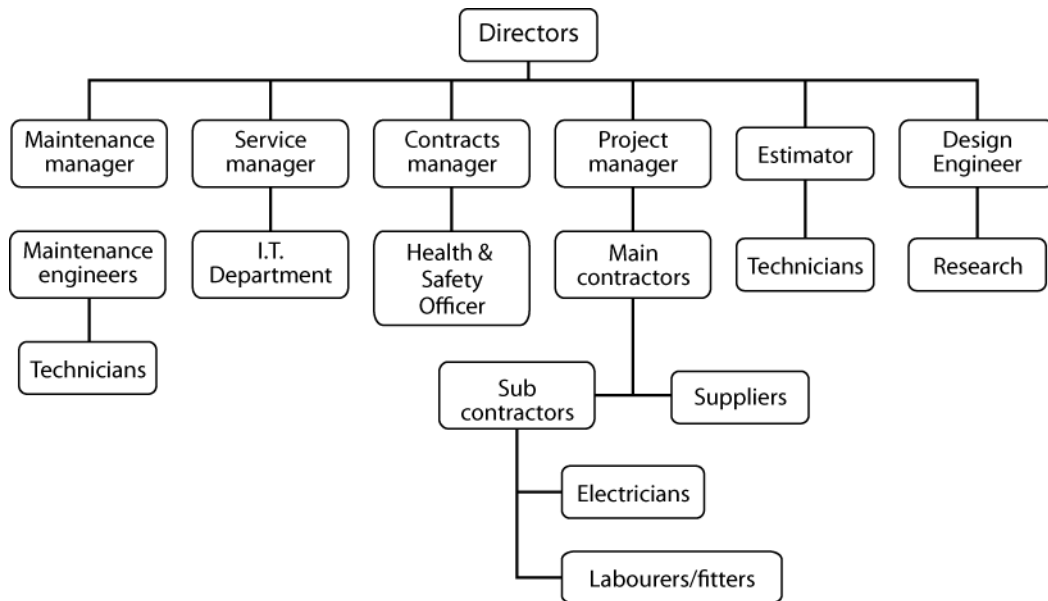 Directors
Maintenance
manager
Service
manager
Contracts
manager
Project
manager
Estimator
Design
Engineer
Maintenance
engineers
I.T.
Department
Health &
Safety
Officer
Main
contractors
Technicians
Research
Technicians
Sub
contractors
Suppliers
Electricians
Labourers/fitters